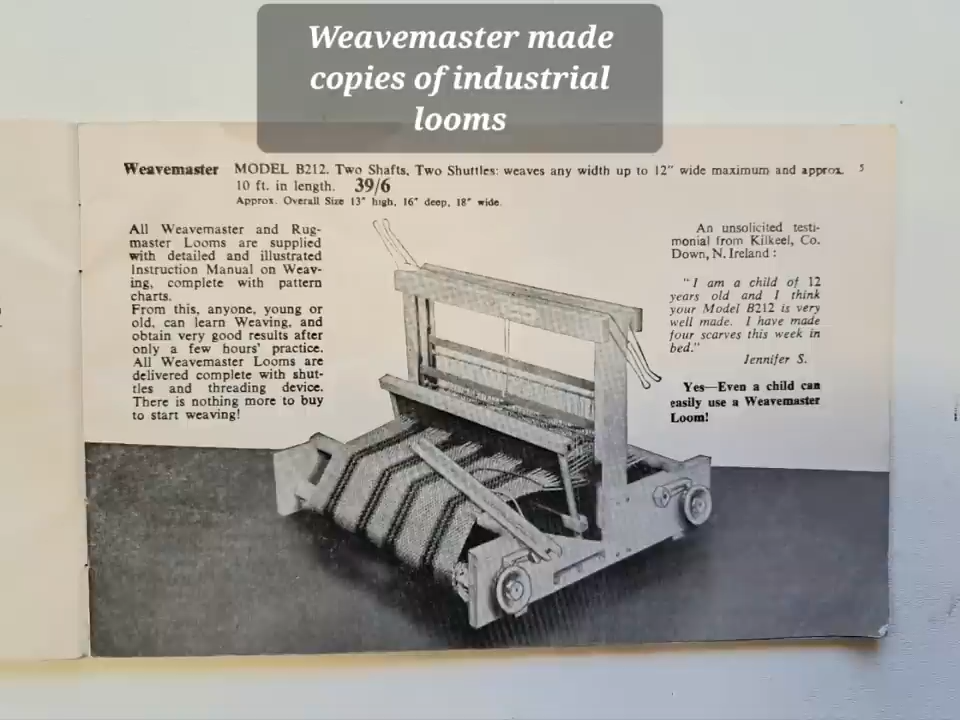 Weavemaster made
copies of industrial
looms
Weavemaster MODEL B212. Two Shafts, Two Shuttles: weaves any width up to 12" wide maximum and approx. 5
10 ft. in length. 39/6
Approx. Overall Size 13" high, 16" deep, 18" wide.
All Weavemaster and Rug-
master Looms are supplied
with detailed and illustrated
Instruction Manual on Weav-
ing, complete with pattern
charts.
From this, anyone, young or
old, can learn Weaving, and
obtain very good results after
only a few hours' practice.
All Weavemaster Looms are
delivered complete with shut-
tles and threading device.
There is nothing more to buy
to start weaving!
An unsolicited testi-
monial from Kilkeel, Co.
Down, N. Ireland :
"I am a child of 12
years old and I think
your Model B212 is very
well made. I have made
four scarves this week in
bed."
Jennifer S.
Yes—Even a child can
easily use a Weavemaster
Loom!